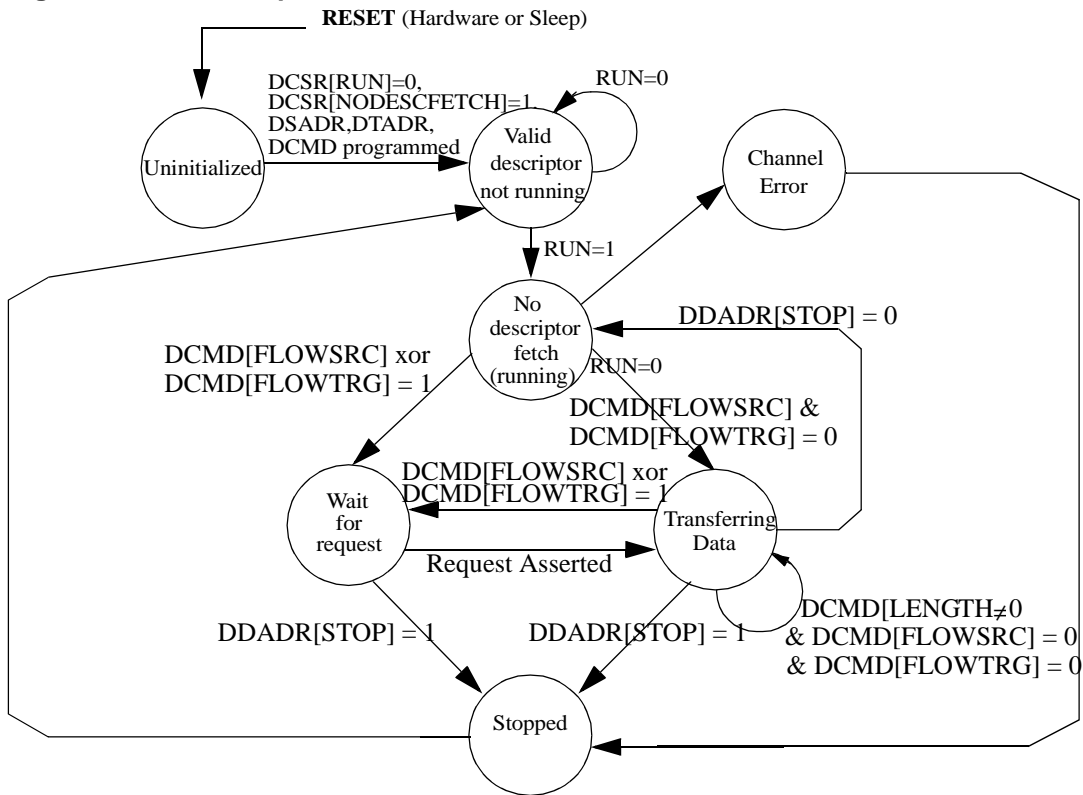 RESET (Hardware or Sleep)
DCSR[RUN]=0,
DCSR[NODESCFETCH]=1,
DSADR,DTADR,
DCMD programmed
RUN=0
Uninitialized
Valid
descriptor
not running
Channel
Error
RUN=1
No
descriptor
fetch
(running)
DDADR[STOP] = 0
DCMD[FLOWSRC] xor
DCMD[FLOWTRG] = 1
RUN=0
DCMD[FLOWSRC] &
DCMD[FLOWTRG] = 0
DCMD[FLOWSRC] xor
DCMD[FLOWTRG] = 1
Wait
for
request
Transferring
Data
Request Asserted
DDADR[STOP] = 1
DDADR[STOP] = 1
DCMD[LENGTH≠0
& DCMD[FLOWSRC] = 0
& DCMD[FLOWTRG] = 0
Stopped